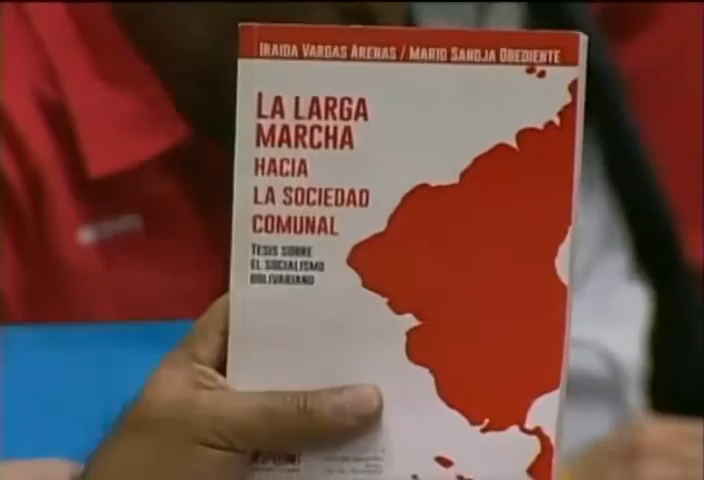 IRAIDA VARGAS ARENAS / MARIO SANOJA OBEDIENTE
LA LARGA
MARCHA
HACIA
LA SOCIEDAD
COMUNAL
TESIS SOBRE
EL SOCIALISMO
BOLIVARIANO